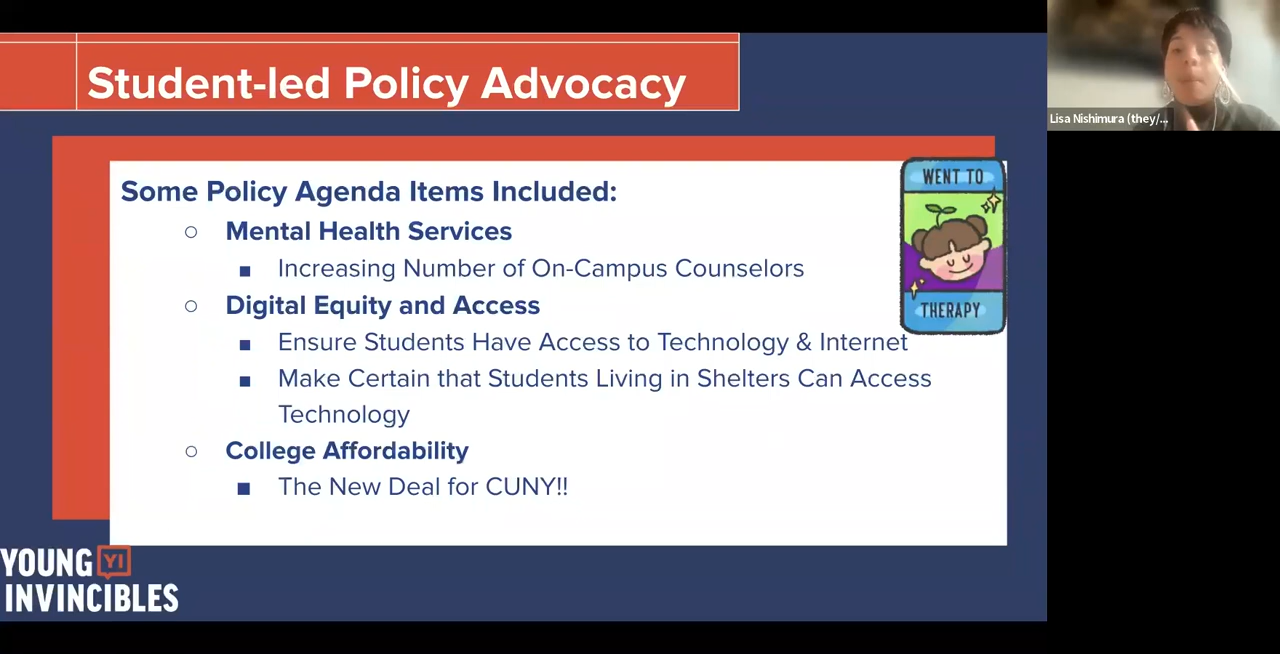 Student-led Policy Advocacy
Lisa Nishimura (they/...
Some Policy Agenda Items Included:
○ Mental Health Services
■ Increasing Number of On-Campus Counselors
○ Digital Equity and Access
■ Ensure Students Have Access to Technology & Internet
■ Make Certain that Students Living in Shelters Can Access
Technology
○ College Affordability
■ The New Deal for CUNY!!
WENT TO
THERAPY
YOUNG YI
INVINCIBLES